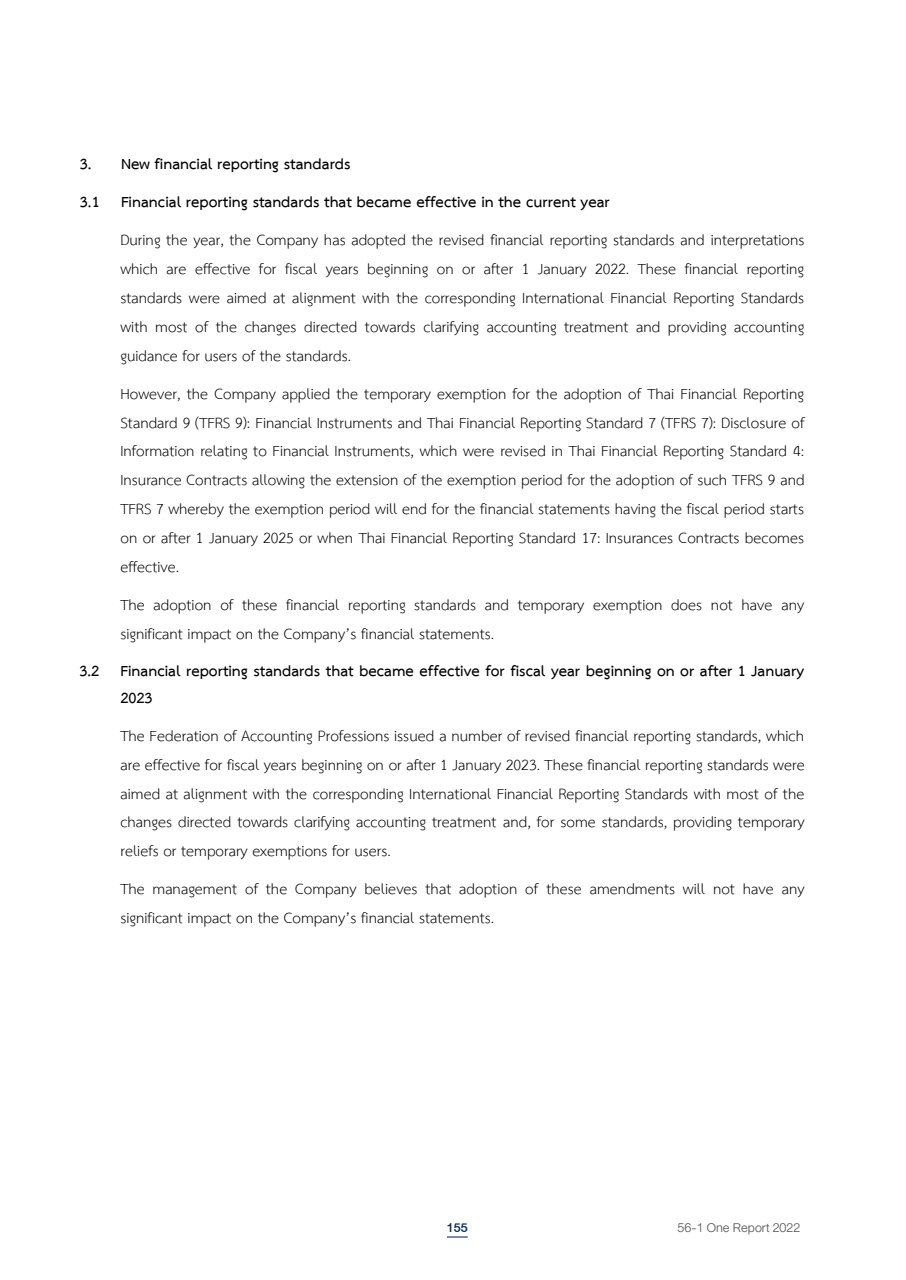 3. New financial reporting standards
3.1 Financial reporting standards that became effective in the current year
During the year, the Company has adopted the revised financial reporting standards and interpretations
which are effective for fiscal years beginning on or after 1 January 2022. These financial reporting
standards were aimed at alignment with the corresponding International Financial Reporting Standards
with most of the changes directed towards clarifying accounting treatment and providing accounting
guidance for users of the standards.
However, the Company applied the temporary exemption for the adoption of Thai Financial Reporting
Standard 9 (TFRS 9): Financial Instruments and Thai Financial Reporting Standard 7 (TFRS 7): Disclosure of
Information relating to Financial Instruments, which were revised in Thai Financial Reporting Standard 4:
Insurance Contracts allowing the extension of the exemption period for the adoption of such TFRS 9 and
TFRS 7 whereby the exemption period will end for the financial statements having the fiscal period starts
on or after 1 January 2025 or when Thai Financial Reporting Standard 17: Insurances Contracts becomes
effective.
The adoption of these financial reporting standards and temporary exemption does not have any
significant impact on the Company's financial statements.
3.2 Financial reporting standards that became effective for fiscal year beginning on or after 1 January
2023
The Federation of Accounting Professions issued a number of revised financial reporting standards, which
are effective for fiscal years beginning on or after 1 January 2023. These financial reporting standards were
aimed at alignment with the corresponding International Financial Reporting Standards with most of the
changes directed towards clarifying accounting treatment and, for some standards, providing temporary
reliefs or temporary exemptions for users.
The management of the Company believes that adoption of these amendments will not have any
significant impact on the Company's financial statements.
155
56-1 One Report 2022